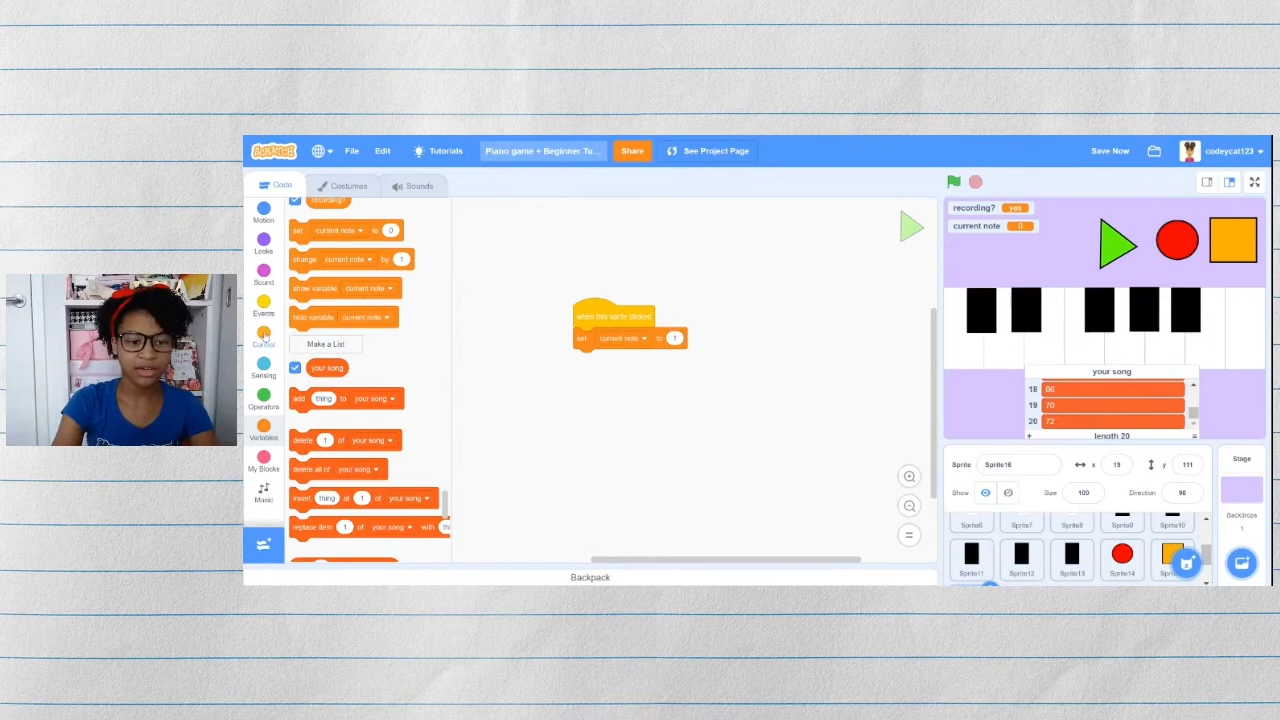 SCRATCH File Edit Tutorials Piano game + Beginner Tu... Share See Project Page Save Now codeycat123
Code Costumes Sounds
Motion
Looks
Sound
Events
Control
Sensing
Operators
Variables
My Blocks
Music
recording?
set current note to 0
change current note by 1
show variable current note
hide variable current note
Make a List
your song
add thing to your song
delete 1 of your song
delete all of your song
insert thing at 1 of your song
replace item 1 of your song with
when this sprite clicked
set current note to 1
Backpack
recording? yes
current note 0
your song
18 66
19 70
20 72
+ length 20 =
Sprite Sprite16 x 19 y 111
Show Size 100 Direction 90
Sprite6 Sprite7 Sprite8 Sprite9 Sprite10
Sprite11 Sprite12 Sprite13 Sprite14
Stage
Backdrops
1